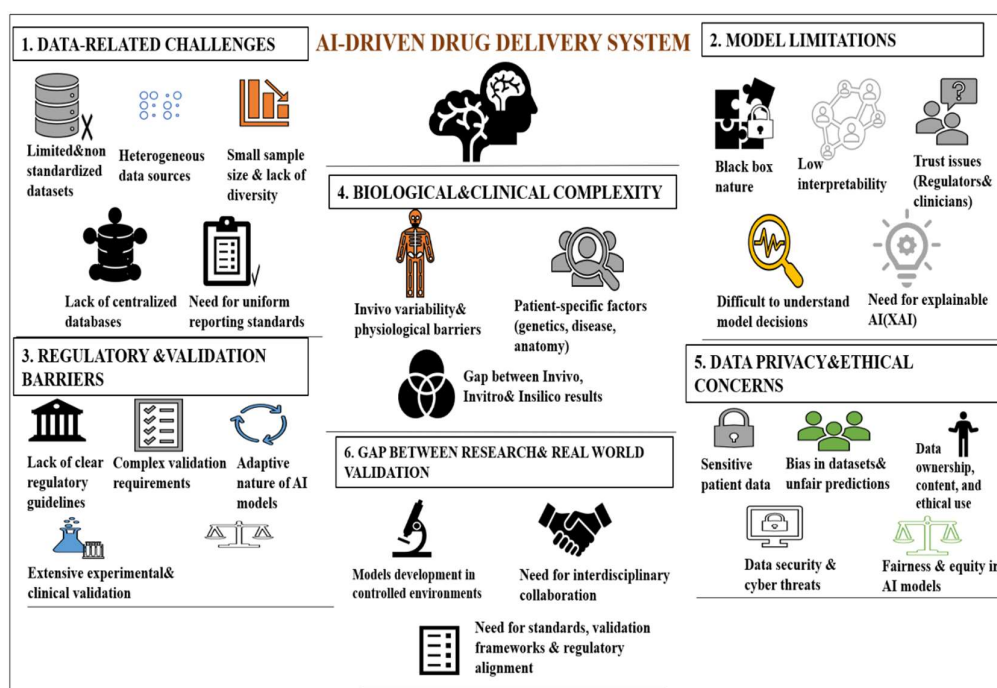 AI-DRIVEN DRUG DELIVERY SYSTEM
1. DATA-RELATED CHALLENGES
Limited&non
standardized
datasets
Heterogeneous
data sources
Small sample
size & lack of
diversity
Lack of centralized
databases
Need for uniform
reporting standards
2. MODEL LIMITATIONS
Black box
nature
Low
interpretability
?
Trust issues
(Regulators&
clinicians)
Difficult to understand
model decisions
Need for explainable
AI(XAI)
3. REGULATORY &VALIDATION
BARRIERS
Lack of clear
regulatory
guidelines
Complex validation
requirements
Adaptive
nature of AI
models
Extensive experimental&
clinical validation
4. BIOLOGICAL&CLINICAL COMPLEXITY
Invivo variability&
physiological barriers
Patient-specific factors
(genetics, disease,
anatomy)
Gap between Invivo,
Invitro& Insilico results
5. DATA PRIVACY&ETHICAL
CONCERNS
Sensitive
patient data
Bias in datasets&
unfair predictions
Data
ownership,
content, and
ethical use
Data security &
cyber threats
Fairness & equity in
AI models
6. GAP BETWEEN RESEARCH& REAL WORLD
VALIDATION
Models development in
controlled environments
Need for interdisciplinary
collaboration
Need for standards, validation
frameworks & regulatory
alignment